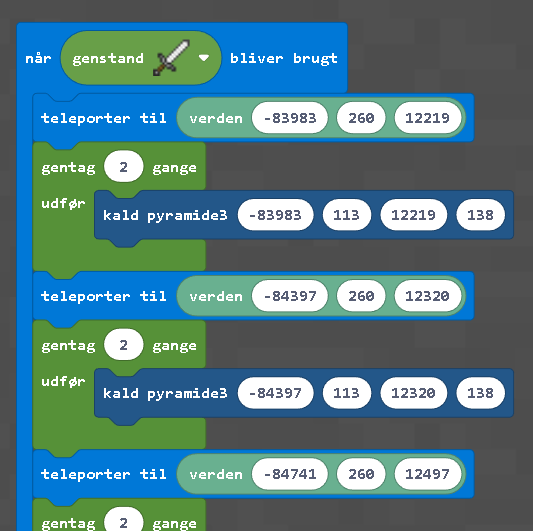 når genstand bliver brugt
teleporter til verden -83983 260 12219
gentag 2 gange
udfør
kald pyramide3 -83983 113 12219 138
teleporter til verden -84397 260 12320
gentag 2 gange
udfør
kald pyramide3 -84397 113 12320 138
teleporter til verden -84741 260 12497
gentag 2 gange